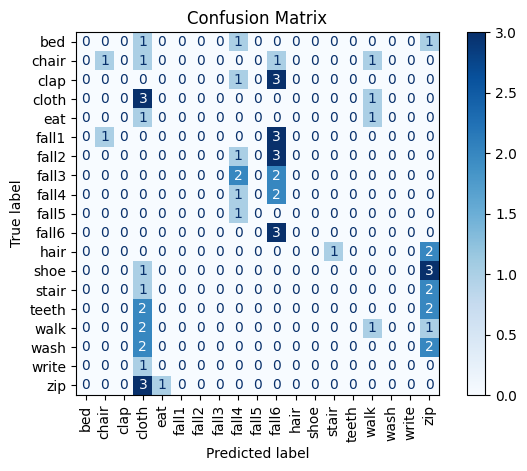 Confusion Matrix
bed 0 0 0 1 0 0 0 0 1 0 0 0 0 0 0 0 0 0 1
chair 0 1 0 1 0 0 0 0 0 0 1 0 0 0 0 1 0 0 0
clap 0 0 0 0 0 0 0 0 1 0 3 0 0 0 0 0 0 0 0
cloth 0 0 0 3 0 0 0 0 0 0 0 0 0 0 0 1 0 0 0
eat 0 0 0 1 0 0 0 0 0 0 0 0 0 0 0 1 0 0 0
fall1 0 1 0 0 0 0 0 0 0 0 3 0 0 0 0 0 0 0 0
fall2 0 0 0 0 0 0 0 0 1 0 3 0 0 0 0 0 0 0 0
fall3 0 0 0 0 0 0 0 0 2 0 2 0 0 0 0 0 0 0 0
fall4 0 0 0 0 0 0 0 0 1 0 2 0 0 0 0 0 0 0 0
fall5 0 0 0 0 0 0 0 0 1 0 0 0 0 0 0 0 0 0 0
fall6 0 0 0 0 0 0 0 0 0 0 3 0 0 0 0 0 0 0 0
hair 0 0 0 0 0 0 0 0 0 0 0 0 0 1 0 0 0 0 2
shoe 0 0 0 1 0 0 0 0 0 0 0 0 0 0 0 0 0 0 3
stair 0 0 0 1 0 0 0 0 0 0 0 0 0 0 0 0 0 0 2
teeth 0 0 0 2 0 0 0 0 0 0 0 0 0 0 0 0 0 0 2
walk 0 0 0 2 0 0 0 0 0 0 0 0 0 0 0 1 0 0 1
wash 0 0 0 2 0 0 0 0 0 0 0 0 0 0 0 0 0 0 2
write 0 0 0 1 0 0 0 0 0 0 0 0 0 0 0 0 0 0 0
zip 0 0 0 3 1 0 0 0 0 0 0 0 0 0 0 0 0 0 0
bed chair clap cloth eat fall1 fall2 fall3 fall4 fall5 fall6 hair shoe stair teeth walk wash write zip
Predicted label
True label
3.0
2.5
2.0
1.5
1.0
0.5
0.0